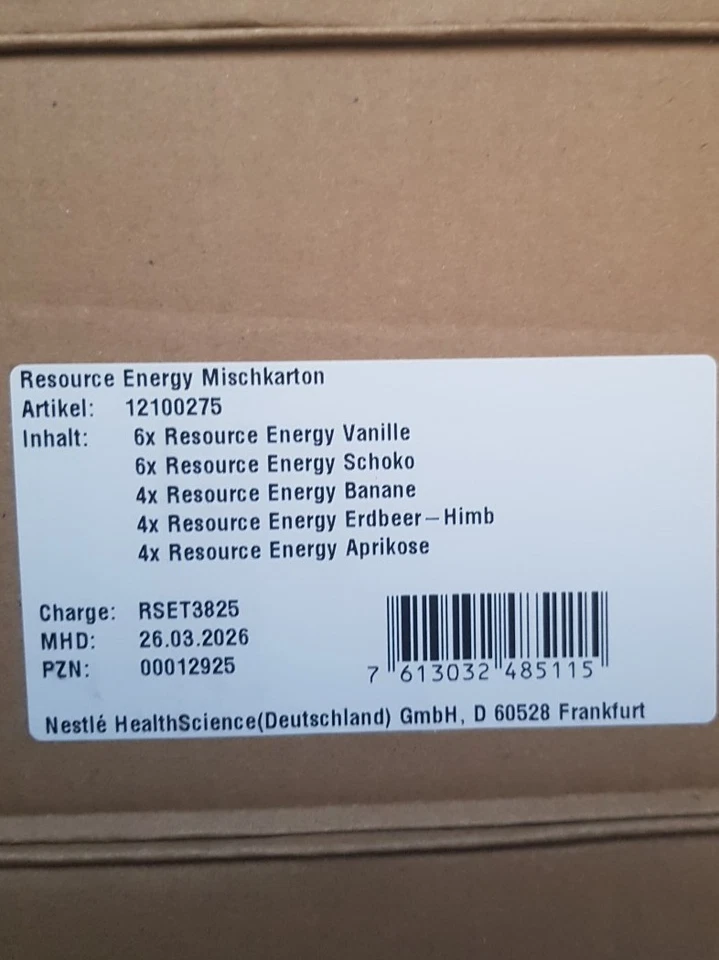 Resource Energy Mischkarton
Artikel: 12100275
Inhalt: 6x Resource Energy Vanille
6x Resource Energy Schoko
4x Resource Energy Banane
4x Resource Energy Erdbeer–Himb
4x Resource Energy Aprikose
Charge: RSET3825
MHD: 26.03.2026
PZN: 00012925
7 613032 485115
Nestlé HealthScience(Deutschland) GmbH, D 60528 Frankfurt